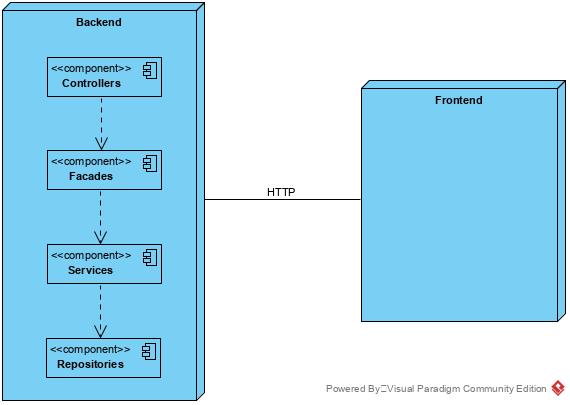 Backend
<<component>>
Controllers
<<component>>
Facades
<<component>>
Services
<<component>>
Repositories
HTTP
Frontend
Powered By Visual Paradigm Community Edition